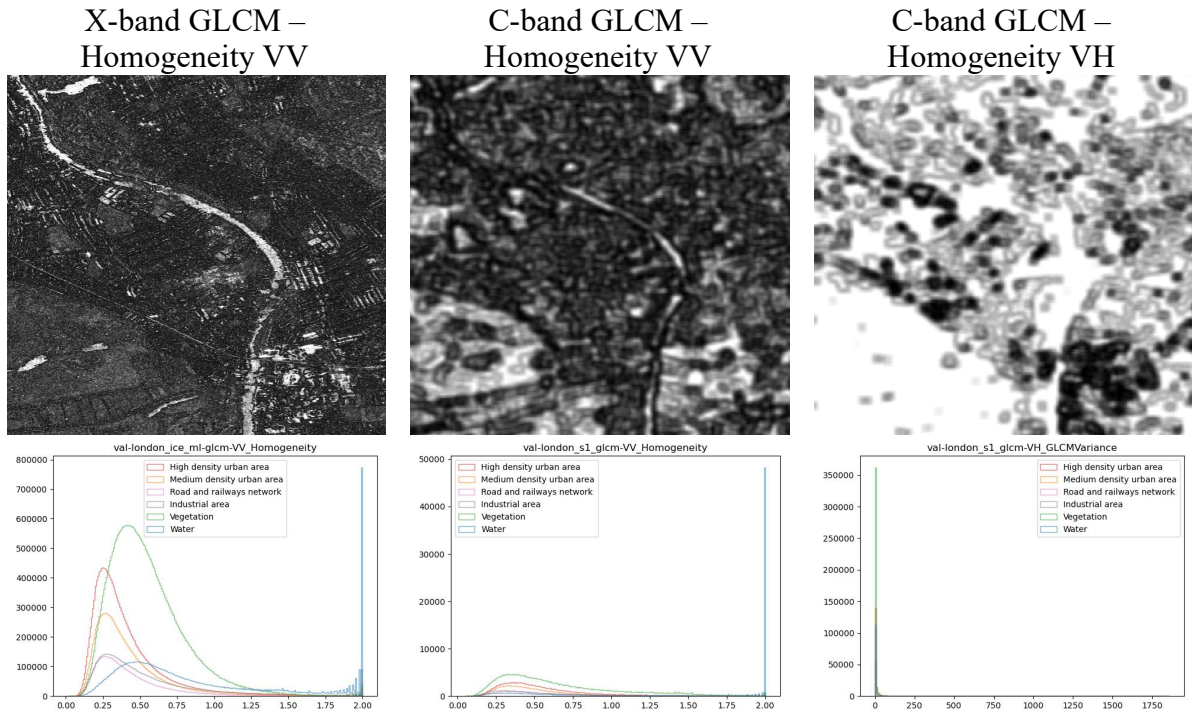 X-band GLCM –
Homogeneity VV
C-band GLCM –
Homogeneity VV
C-band GLCM –
Homogeneity VH
val-london_ice_ml-glcm-VV_Homogeneity
800000
700000
600000
500000
400000
300000
200000
100000
0
High density urban area
Medium density urban area
Road and railways network
Industrial area
Vegetation
Water
0.00 0.25 0.50 0.75 1.00 1.25 1.50 1.75 2.00
val-london_s1_glcm-VV_Homogeneity
50000
40000
30000
20000
10000
0
High density urban area
Medium density urban area
Road and railways network
Industrial area
Vegetation
Water
0.00 0.25 0.50 0.75 1.00 1.25 1.50 1.75 2.00
val-london_s1_glcm-VH_GLCMVariance
350000
300000
250000
200000
150000
100000
50000
0
High density urban area
Medium density urban area
Road and railways network
Industrial area
Vegetation
Water
0 250 500 750 1000 1250 1500 1750